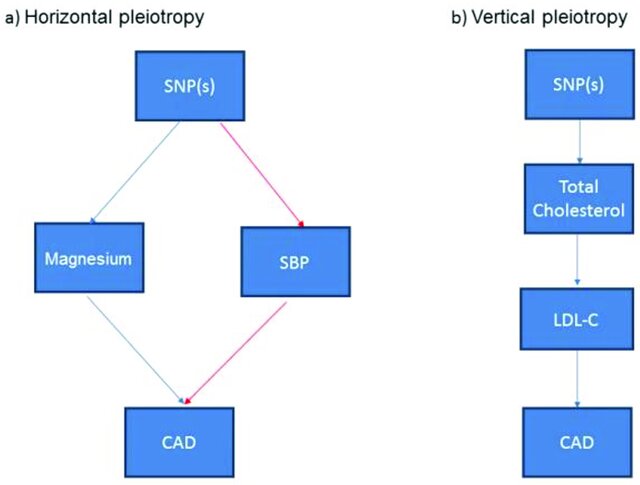 a) Horizontal pleiotropy
SNP(s)
Magnesium
SBP
CAD
b) Vertical pleiotropy
SNP(s)
Total
Cholesterol
LDL-C
CAD